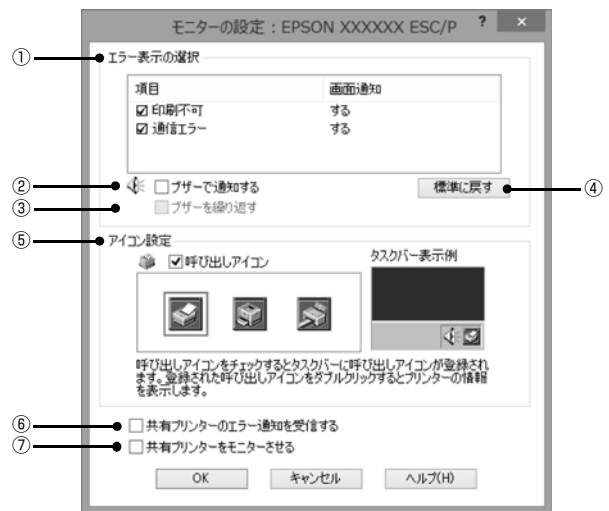 モニターの設定：EPSON XXXXXX ESC/P ? ×
① エラー表示の選択
項目 画面通知
印刷不可 する
通信エラー する
② ブザーで通知する
標準に戻す ④
③ ブザーを繰り返す
⑤ アイコン設定
呼び出しアイコン
タスクバー表示例
呼び出しアイコンをチェックするとタスクバーに呼び出しアイコンが登録され
ます。登録された呼び出しアイコンをダブルクリックするとプリンターの情報
を表示します。
⑥ 共有プリンターのエラー通知を受信する
⑦ 共有プリンターをモニターさせる
OK キャンセル ヘルプ(H)